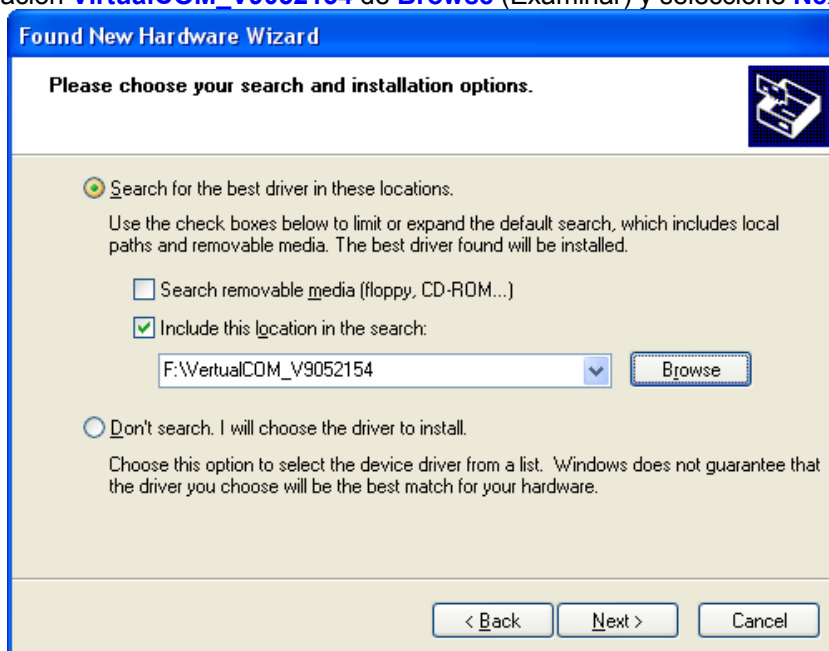 VirtualCOM_V9052154 de Browse (Examinar) y seleccione
Found New Hardware Wizard
Please choose your search and installation options.
Search for the best driver in these locations.
Use the check boxes below to limit or expand the default search, which includes local
paths and removable media. The best driver found will be installed.
Search removable media (floppy, CD-ROM...)
Include this location in the search:
F:\VertualCOM_V9052154
Browse
Don't search. I will choose the driver to install.
Choose this option to select the device driver from a list. Windows does not guarantee that
the driver you choose will be the best match for your hardware.
< Back Next > Cancel